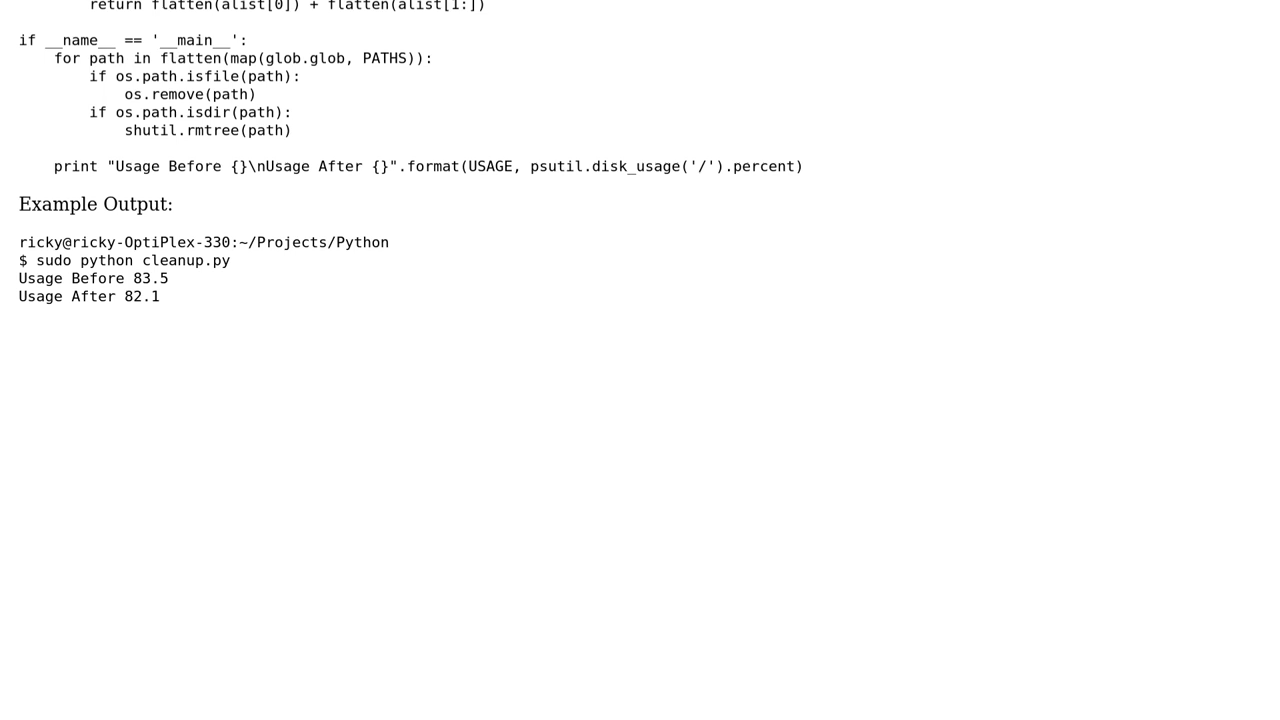 return flatten(alist[0]) + flatten(alist[1:])
if __name__ == '__main__':
    for path in flatten(map(glob.glob, PATHS)):
        if os.path.isfile(path):
            os.remove(path)
        if os.path.isdir(path):
            shutil.rmtree(path)
    print "Usage Before {}\nUsage After {}".format(USAGE, psutil.disk_usage('/').percent)
Example Output:
ricky@ricky-OptiPlex-330:~/Projects/Python
$ sudo python cleanup.py
Usage Before 83.5
Usage After 82.1